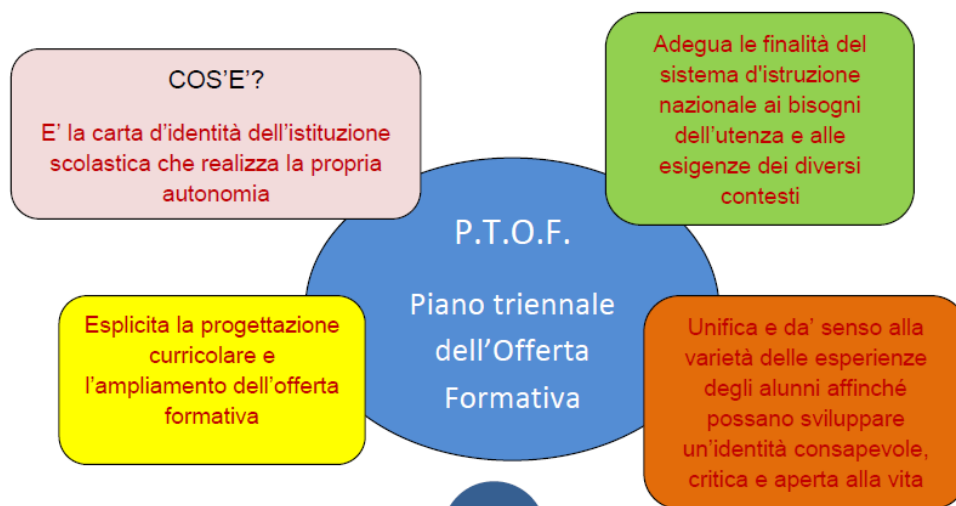 COS'E'?
E' la carta d'identità dell'istituzione
scolastica che realizza la propria
autonomia
Adegua le finalità del
sistema d'istruzione
nazionale ai bisogni
dell'utenza e alle
esigenze dei diversi
contesti
P.T.O.F.
Piano triennale
dell'Offerta
Formativa
Esplicita la progettazione
curricolare e
l'ampliamento dell'offerta
formativa
Unifica e da' senso alla
varietà delle esperienze
degli alunni affinché
possano sviluppare
un'identità consapevole,
critica e aperta alla vita